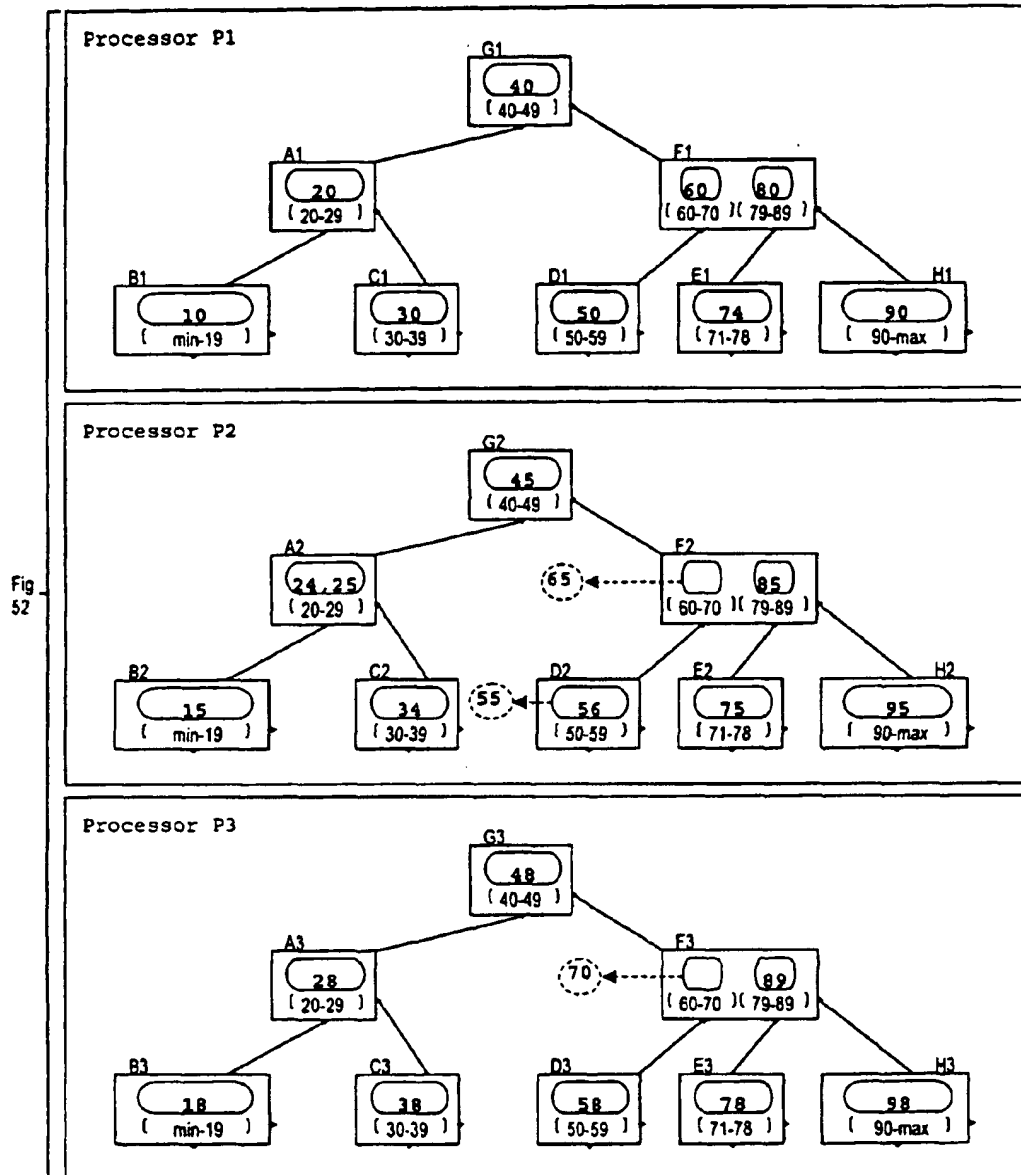 Fig
52
Processor P1
G1
40
( 40-49 )
A1
20
( 20-29 )
F1
60 80
( 60-70 )( 79-89 )
B1
10
( min-19 )
C1
30
( 30-39 )
D1
50
( 50-59 )
E1
74
( 71-78 )
H1
90
( 90-max )
Processor P2
G2
45
( 40-49 )
A2
24,25
( 20-29 )
F2
65
85
( 60-70 )( 79-89 )
B2
15
( min-19 )
C2
34
( 30-39 )
D2
55
56
( 50-59 )
E2
75
( 71-78 )
H2
95
( 90-max )
Processor P3
G3
48
( 40-49 )
A3
28
( 20-29 )
F3
70
89
( 60-70 )( 79-89 )
B3
18
( min-19 )
C3
38
( 30-39 )
D3
58
( 50-59 )
E3
78
( 71-78 )
H3
98
( 90-max )